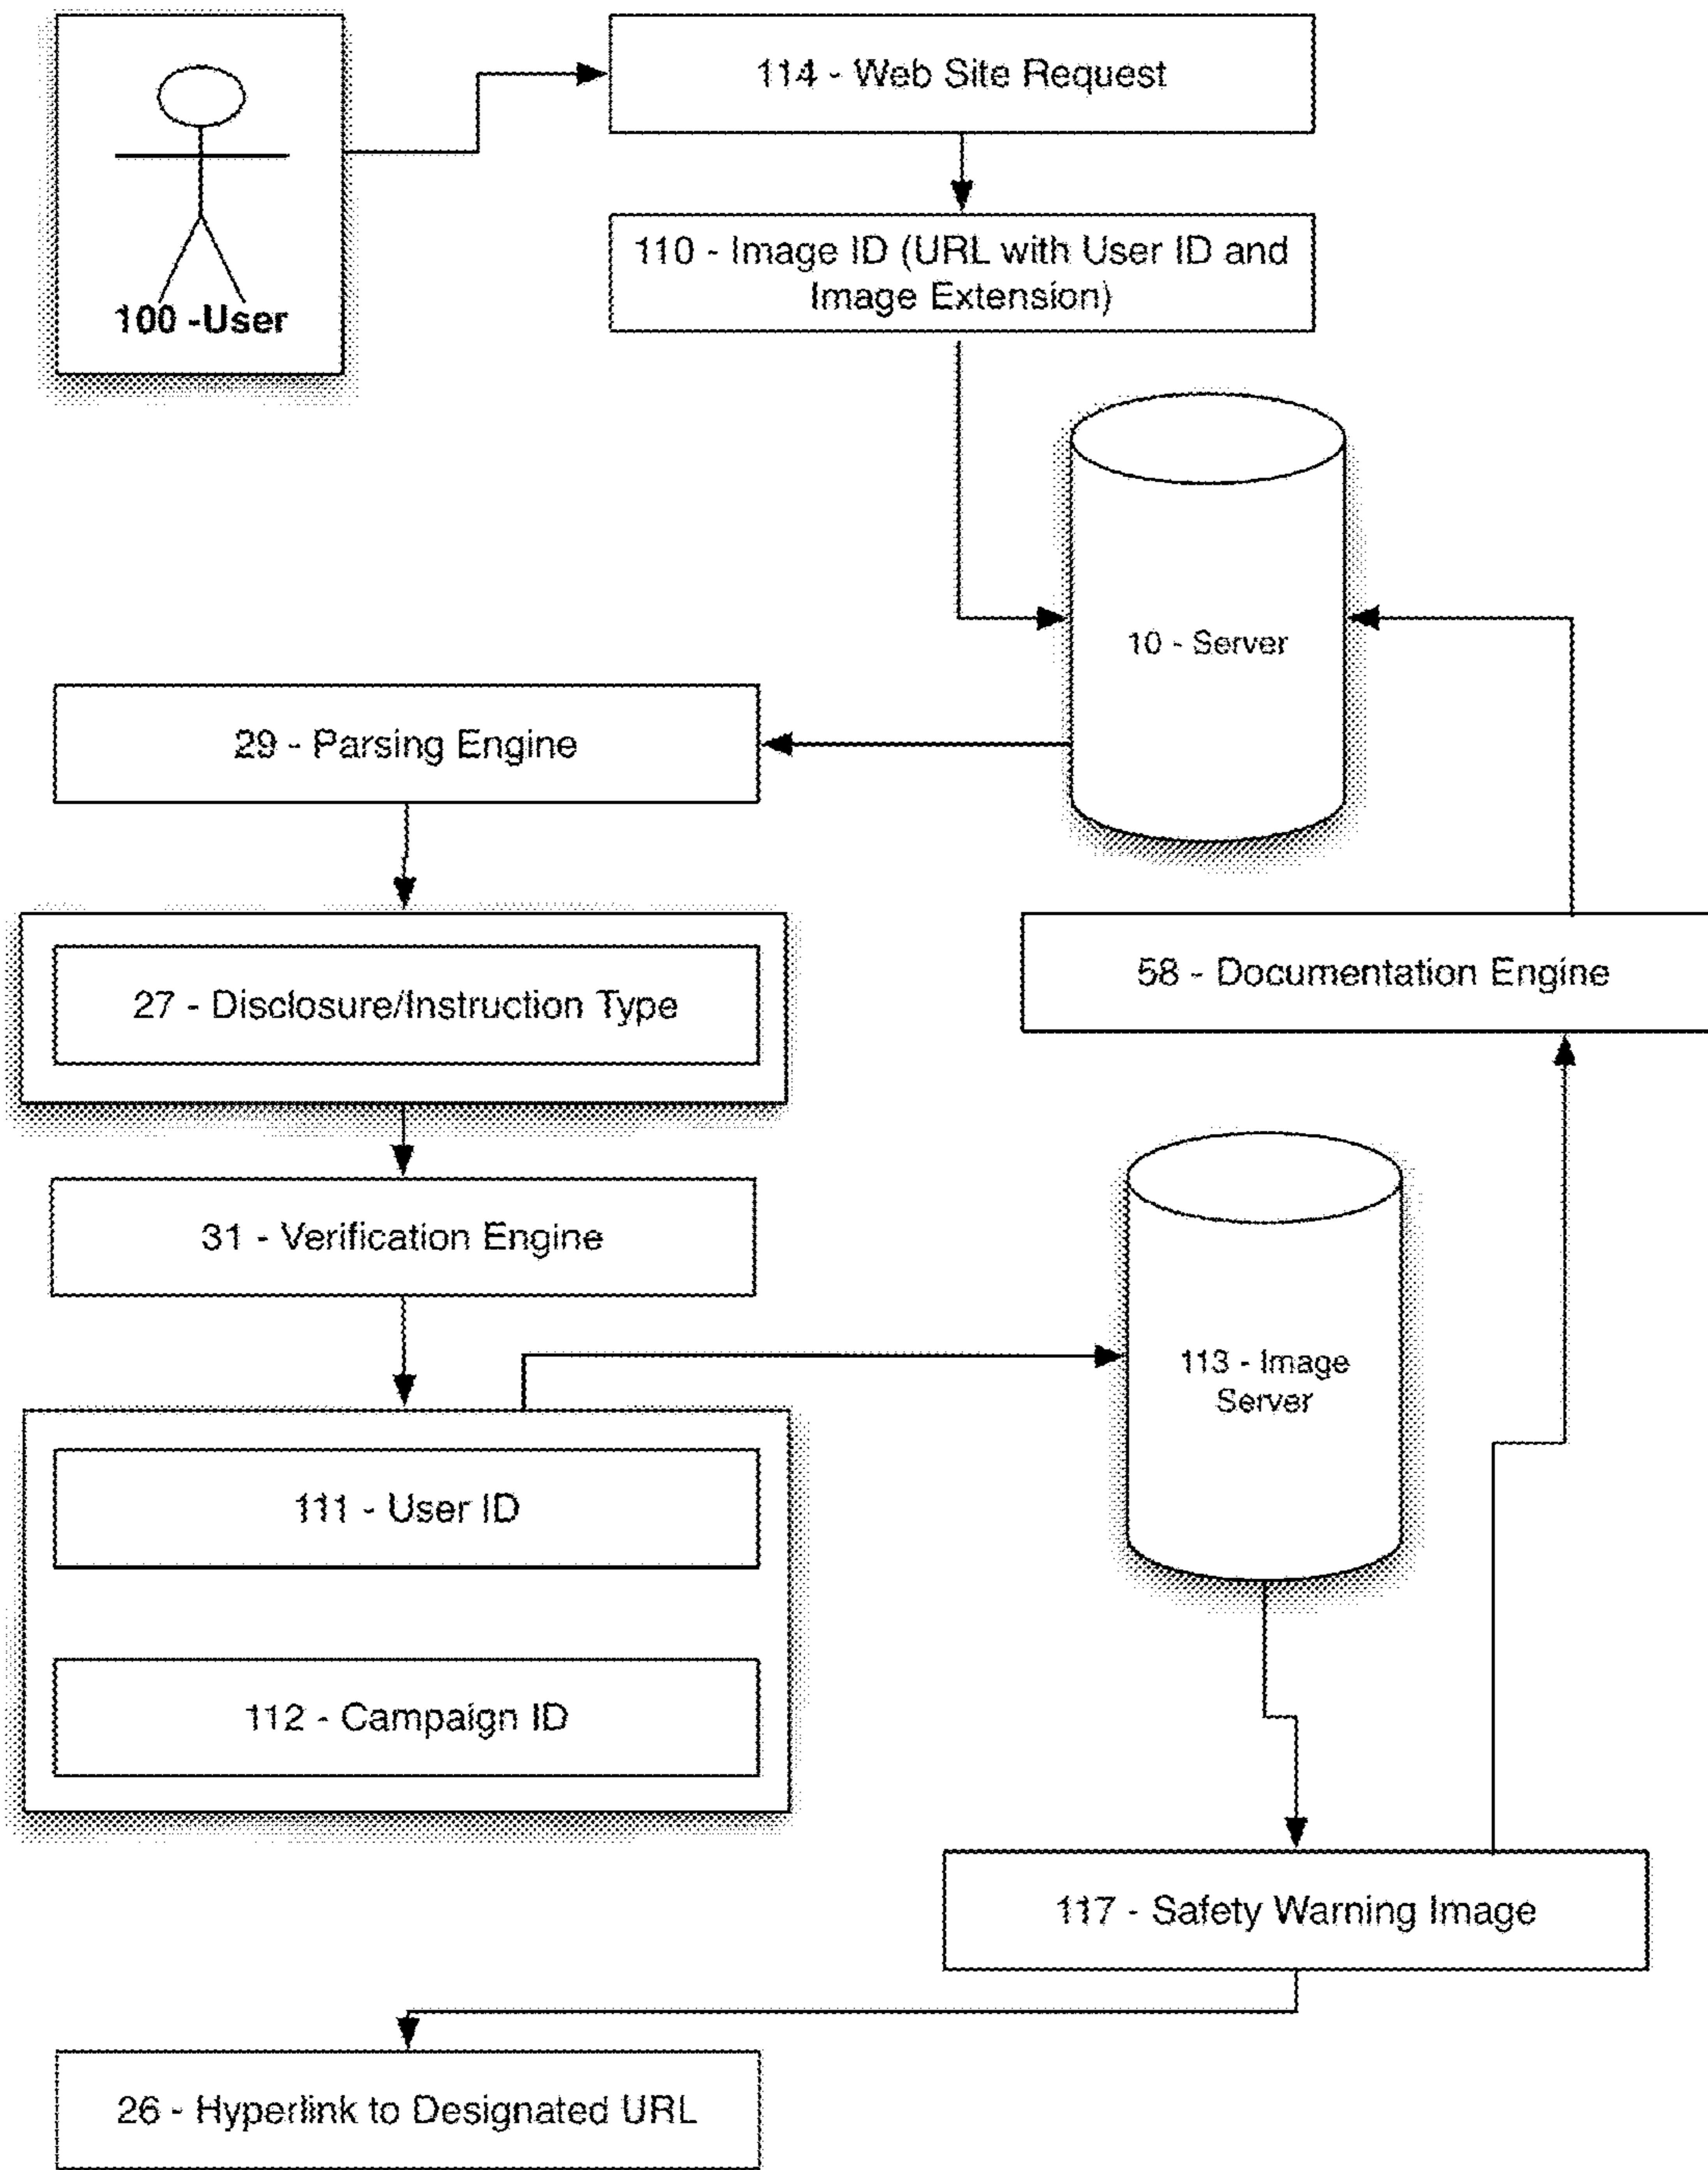 114 - Web Site Request
100 -User
110 - Image ID (URL with User ID and
Image Extension)
10 - Server
29 - Parsing Engine
27 - Disclosure/Instruction Type
58 - Documentation Engine
31 - Verification Engine
113 - Image
Server
111 - User ID
112 - Campaign ID
117 - Safety Warning Image
26 - Hyperlink to Designated URL